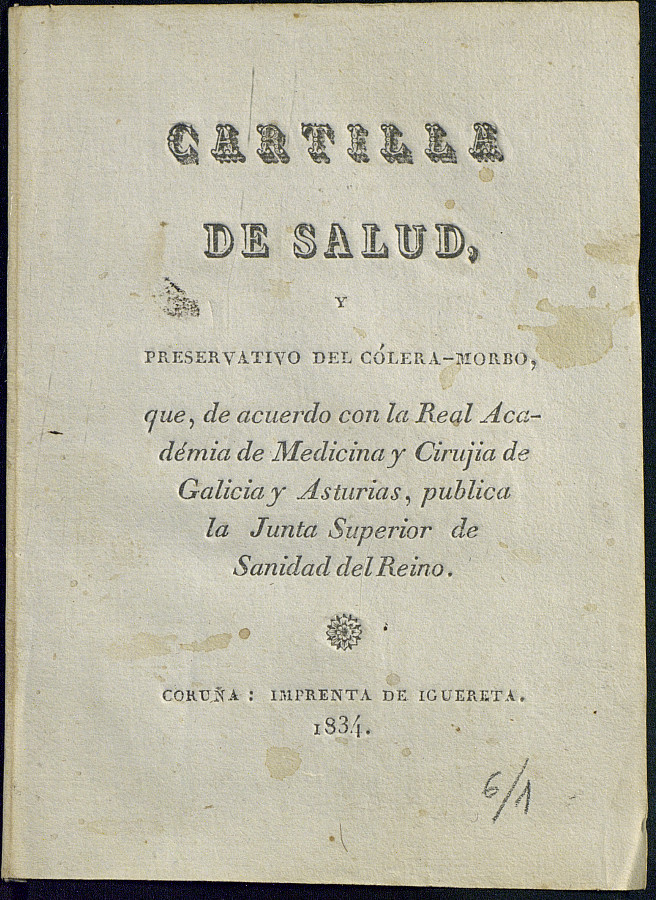 CARTILLA
DE SALUD,
Y
PRESERVATIVO DEL CÓLERA-MORBO,
que, de acuerdo con la Real Aca-
démia de Medicina y Cirujia de
Galicia y Asturias, publica
la Junta Superior de
Sanidad del Reino.
CORUÑA: IMPRENTA DE IGUERETA.
1834.
6/1